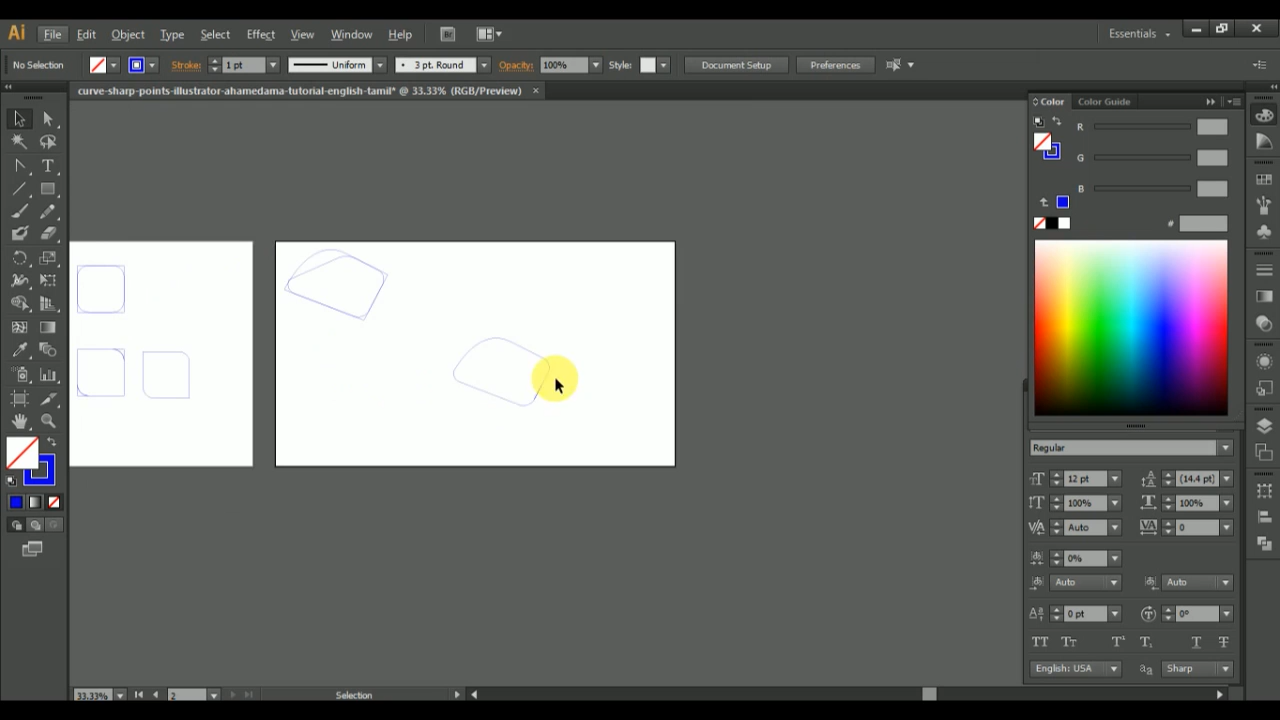 Ai File Edit Object Type Select Effect View Window Help Br Essentials
No Selection Stroke: 1 pt Uniform 3 pt. Round Opacity: 100% Style: Document Setup Preferences
curve-sharp-points-illustrator-ahamedama-tutorial-english-tamil* @ 33.33% (RGB/Preview)
Color Color Guide
R
G
B
#
Regular
12 pt (14.4 pt)
100% 100%
Auto 0
0%
Auto Auto
0 pt 0°
English: USA Sharp
33.33% 2 Selection